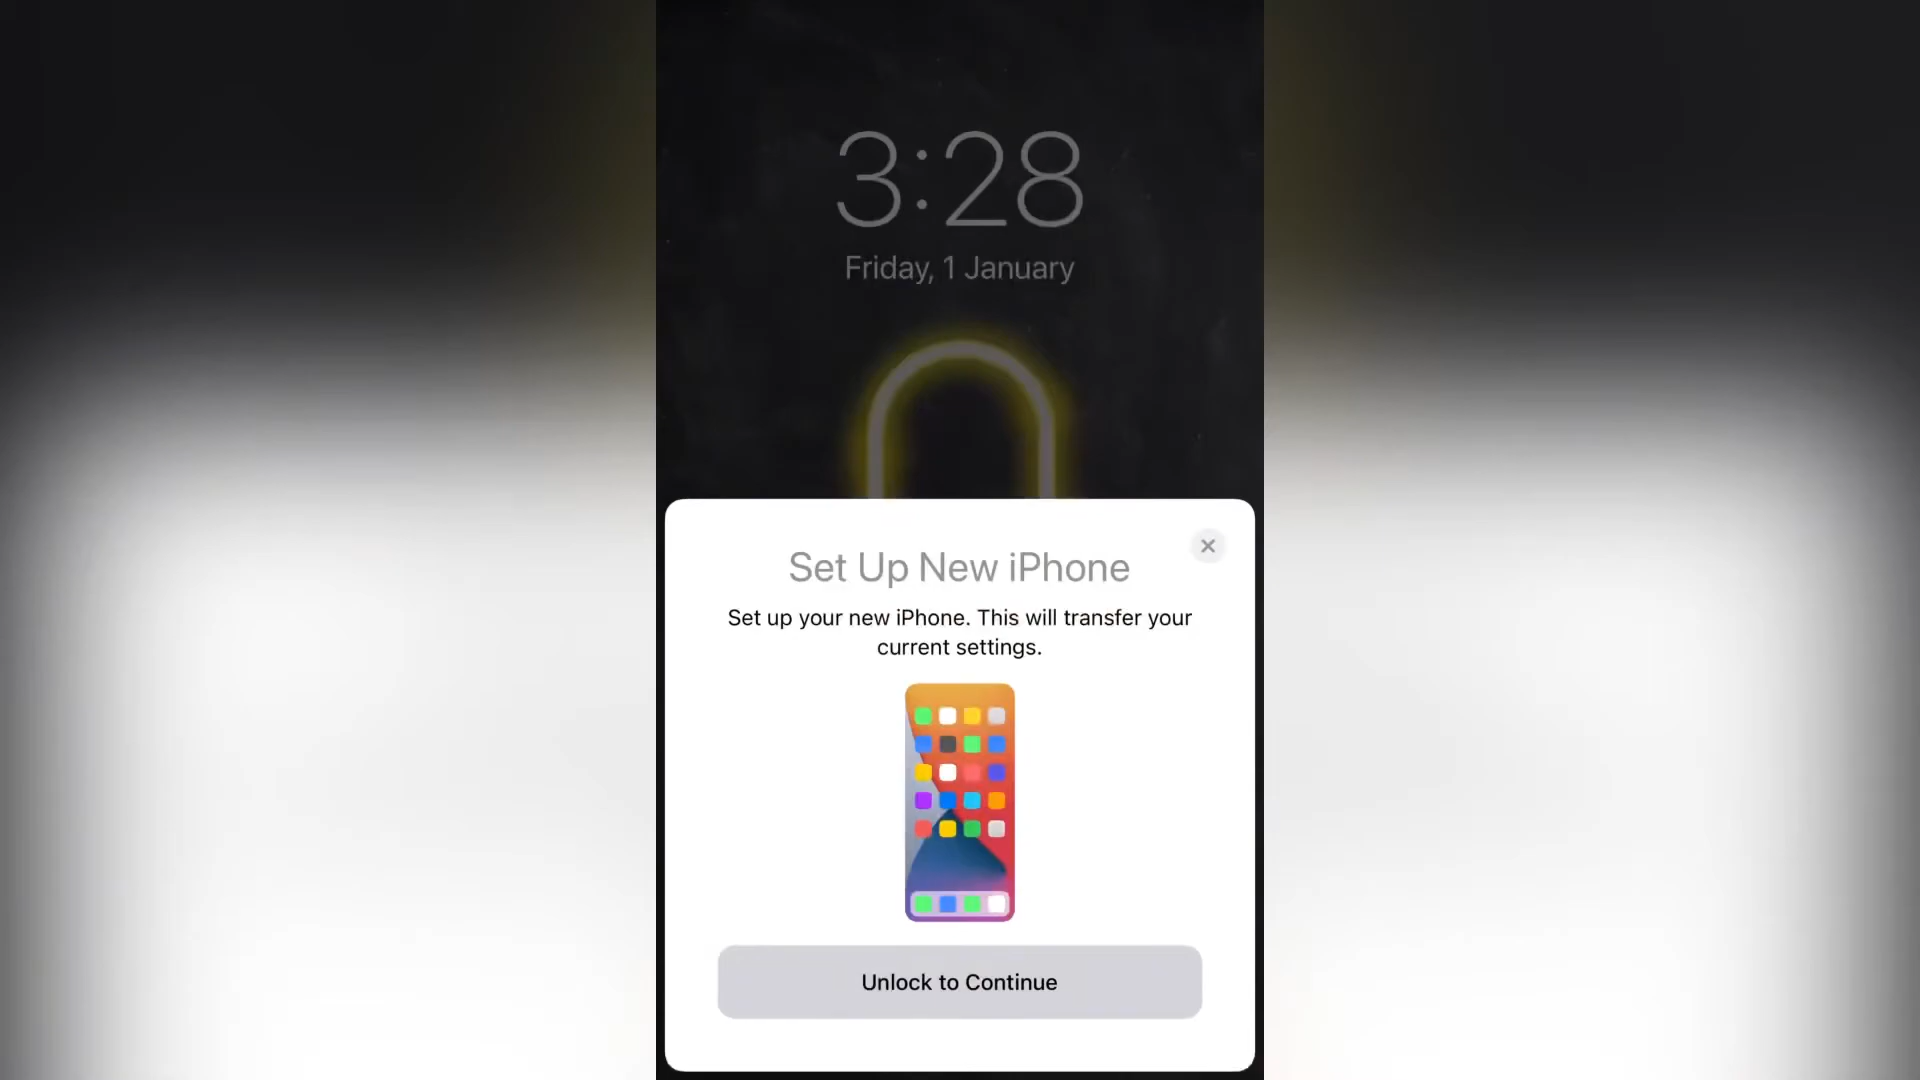 3:28
Friday, 1 January
Set Up New iPhone
Set up your new iPhone. This will transfer your
current settings.
Unlock to Continue